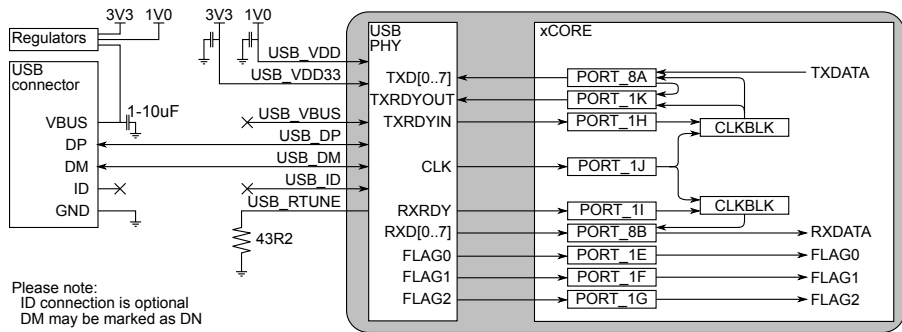 3V3 1V0
Regulators
USB
connector
VBUS
DP
DM
ID
GND
1-10uF
3V3 1V0
USB_VDD
USB_VDD33
USB_VBUS
USB_DP
USB_DM
USB_ID
USB_RTUNE
43R2
USB
PHY
TXD[0..7]
TXRDYOUT
TXRDYIN
CLK
RXRDY
RXD[0..7]
FLAG0
FLAG1
FLAG2
xCORE
PORT_8A
PORT_1K
PORT_1H
PORT_1J
PORT_1I
PORT_8B
PORT_1E
PORT_1F
PORT_1G
CLKBLK
CLKBLK
TXDATA
RXDATA
FLAG0
FLAG1
FLAG2
Please note:
ID connection is optional
DM may be marked as DN